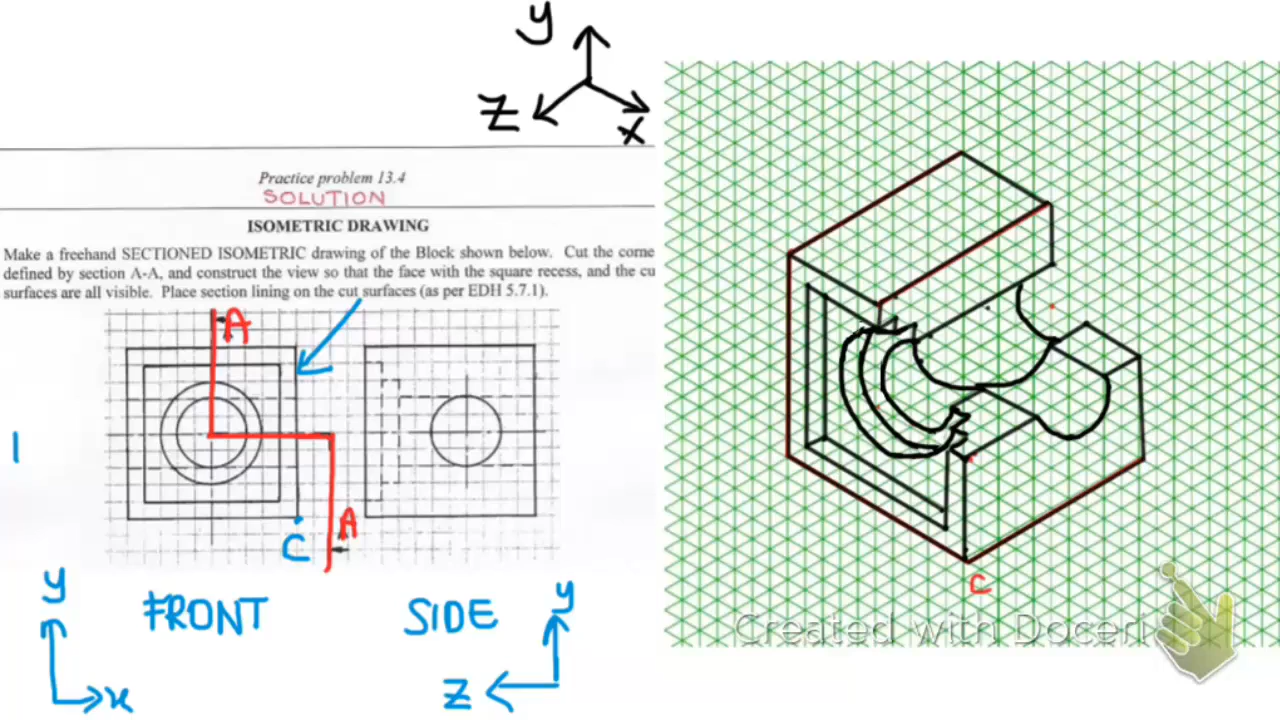 y
Z
x
Practice problem 13.4
SOLUTION
ISOMETRIC DRAWING
Make a freehand SECTIONED ISOMETRIC drawing of the Block shown below. Cut the corne
defined by section A-A, and construct the view so that the face with the square recess, and the cu
surfaces are all visible. Place section lining on the cut surfaces (as per EDH 5.7.1).
A
A
C
C
y
x
FRONT
SIDE
y
Z
Created with Doceri